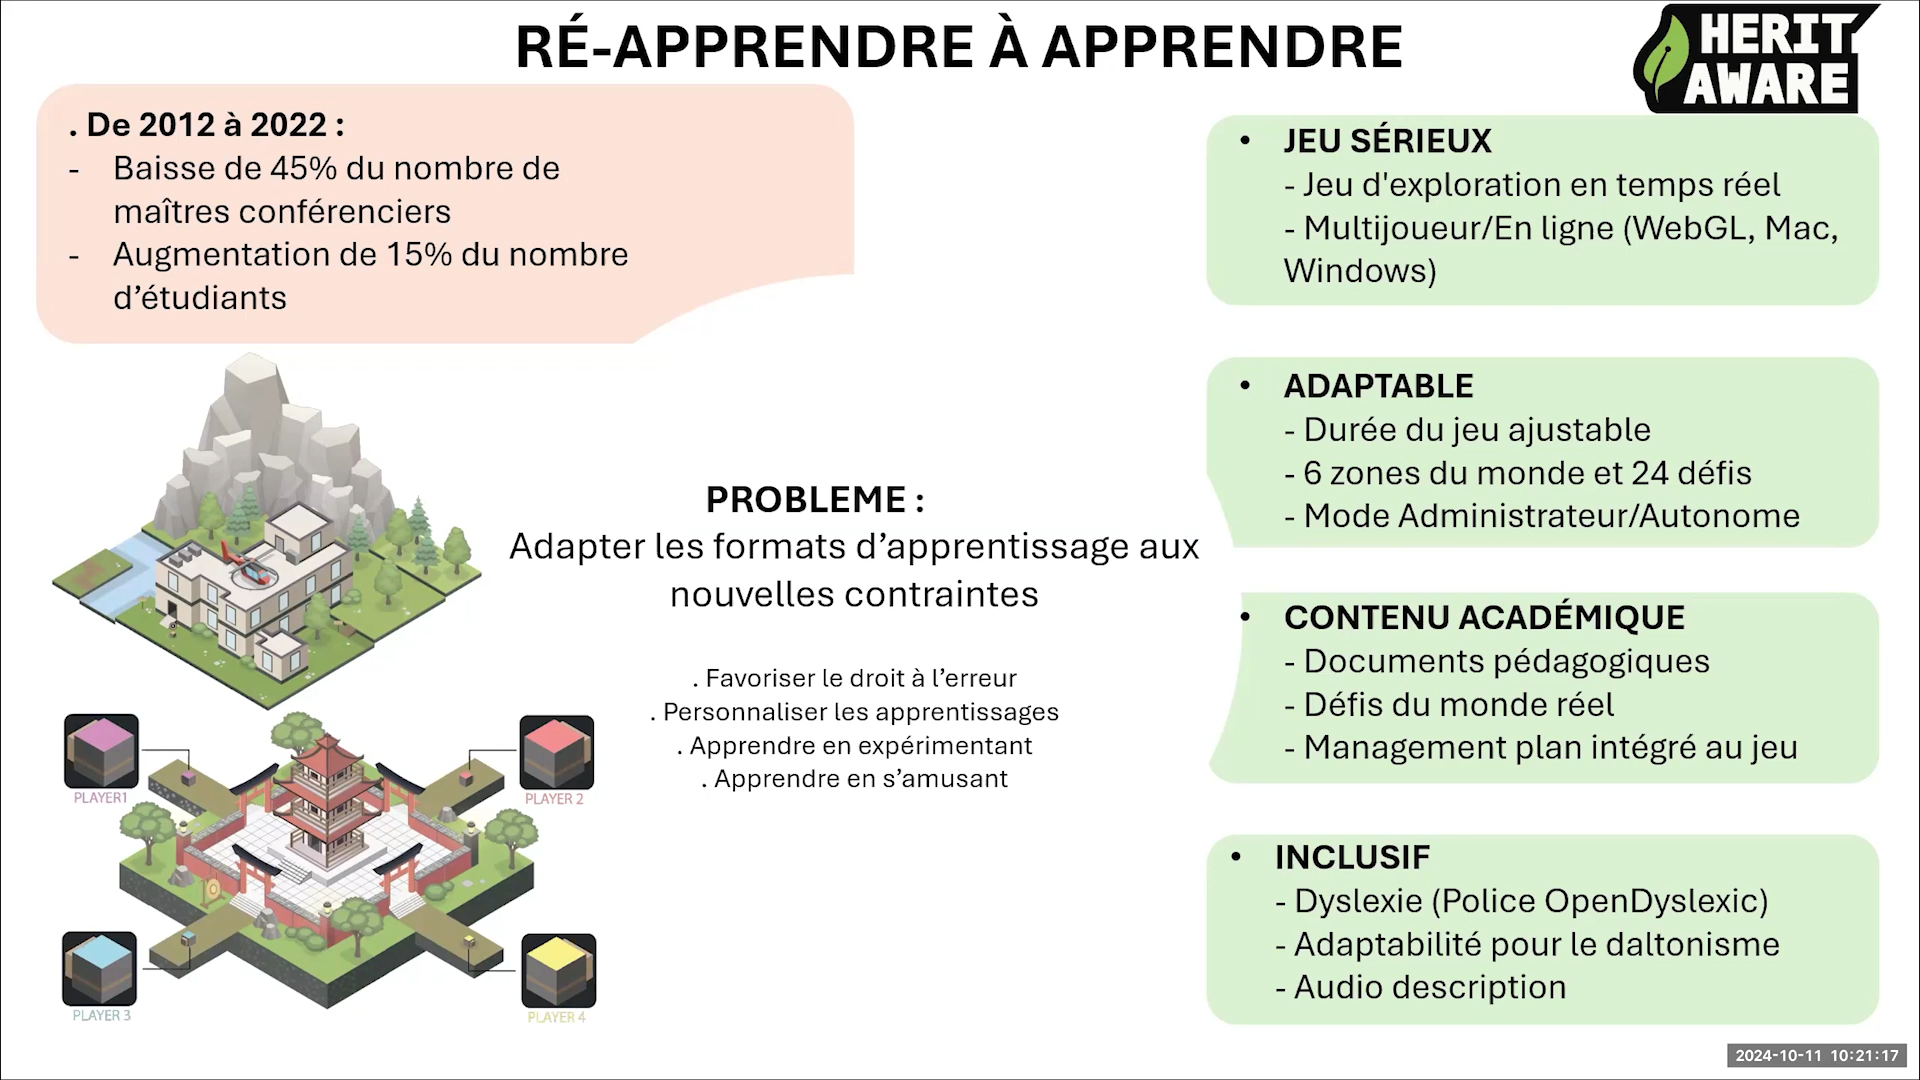 RÉ-APPRENDRE À APPRENDRE
HERIT
AWARE
. De 2012 à 2022 :
- Baisse de 45% du nombre de
maîtres conférenciers
- Augmentation de 15% du nombre
d’étudiants
PROBLEME :
Adapter les formats d’apprentissage aux
nouvelles contraintes
. Favoriser le droit à l’erreur
. Personnaliser les apprentissages
. Apprendre en expérimentant
. Apprendre en s’amusant
PLAYER1
PLAYER 2
PLAYER 3
PLAYER 4
• JEU SÉRIEUX
- Jeu d'exploration en temps réel
- Multijoueur/En ligne (WebGL, Mac,
Windows)
• ADAPTABLE
- Durée du jeu ajustable
- 6 zones du monde et 24 défis
- Mode Administrateur/Autonome
• CONTENU ACADÉMIQUE
- Documents pédagogiques
- Défis du monde réel
- Management plan intégré au jeu
• INCLUSIF
- Dyslexie (Police OpenDyslexic)
- Adaptabilité pour le daltonisme
- Audio description
2024-10-11 10:21:17